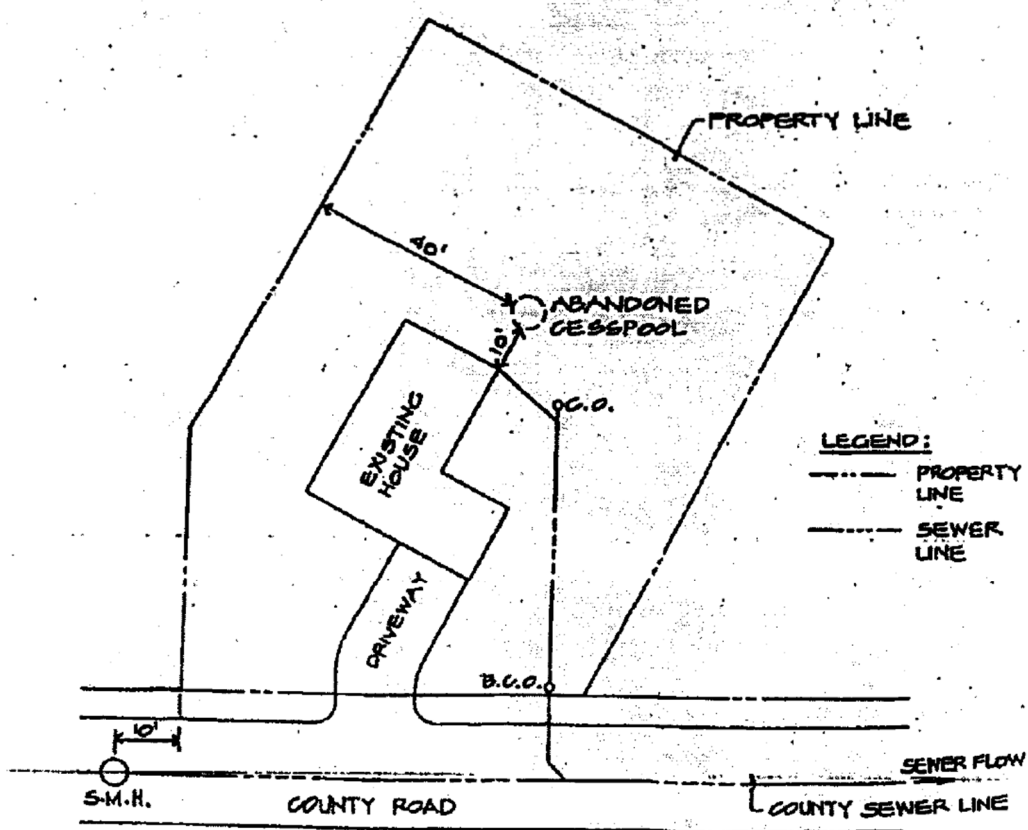 PROPERTY LINE
40'
ABANDONED
CESSPOOL
10'
C.O.
EXISTING
HOUSE
LEGEND:
PROPERTY
LINE
SEWER
LINE
DRIVEWAY
B.C.O.
10'
SEWER FLOW
S.M.H.
COUNTY ROAD
COUNTY SEWER LINE